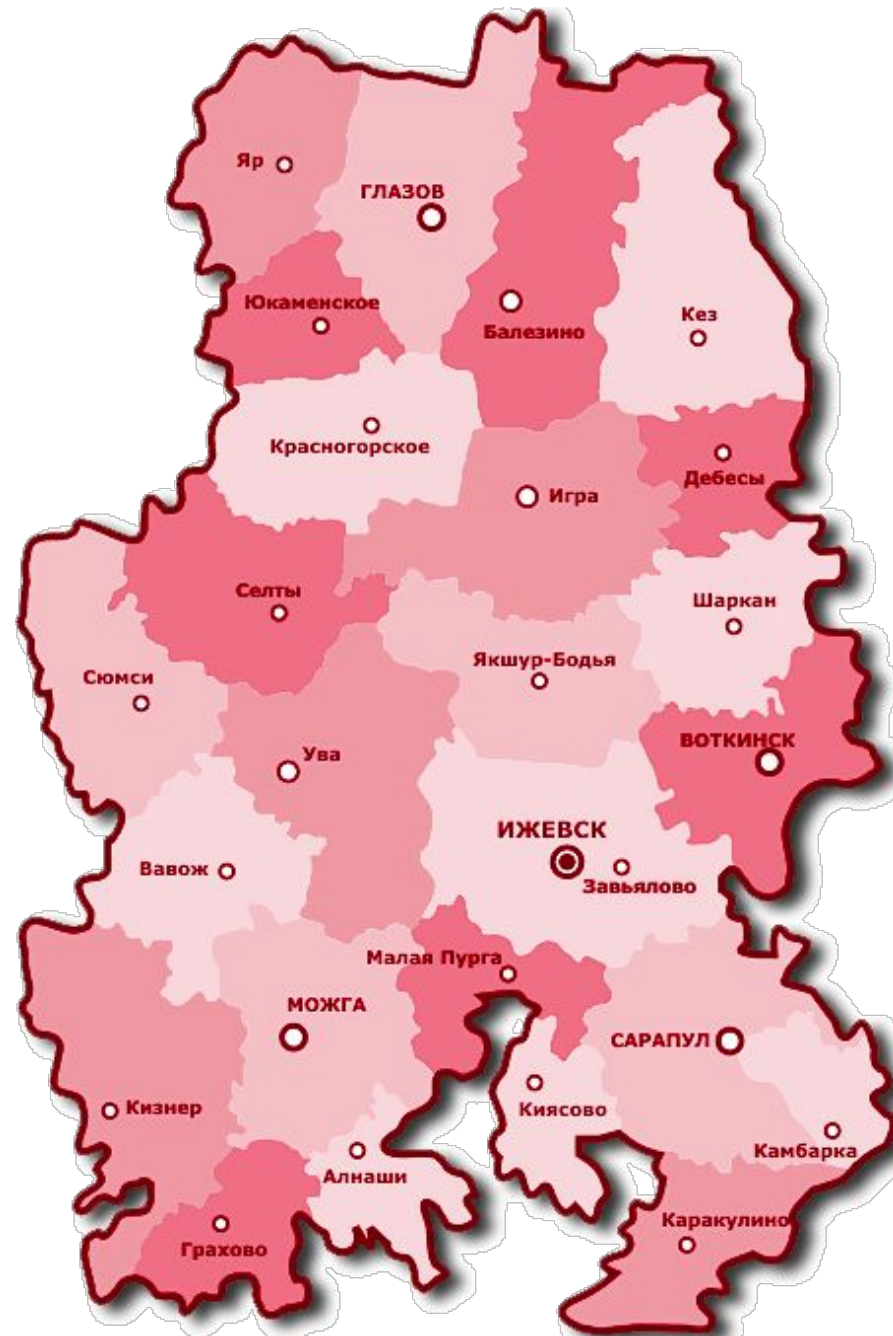 Яр
ГЛАЗОВ
Юкаменское
Балезино
Кез
Красногорское
Дебесы
Игра
Селты
Шаркан
Якшур-Бодья
Сюмси
Ува
ВОТКИНСК
ИЖЕВСК
Вавож
Завьялово
Малая Пурга
МОЖГА
САРАПУЛ
Кизнер
Киясово
Камбарка
Алнаши
Каракулино
Грахово